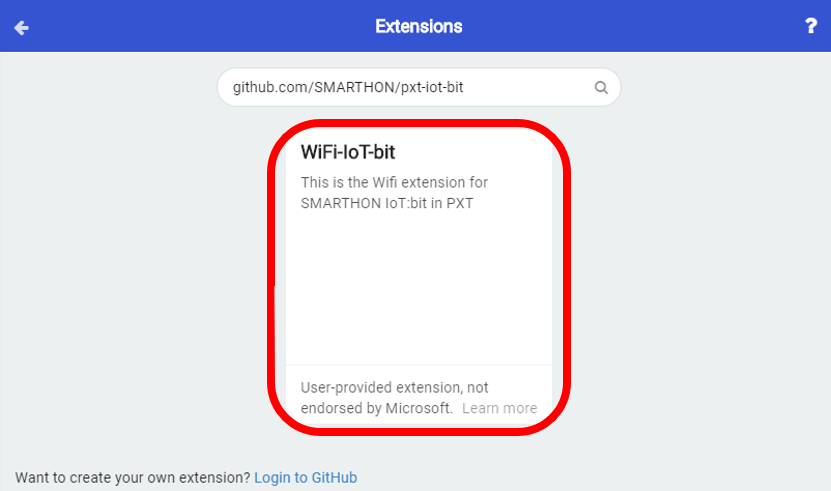 Extensions
?
github.com/SMARTHON/pxt-iot-bit
WiFi-IoT-bit
This is the Wifi extension for
SMARTHON IoT:bit in PXT
User-provided extension, not
endorsed by Microsoft. Learn more
Want to create your own extension? Login to GitHub